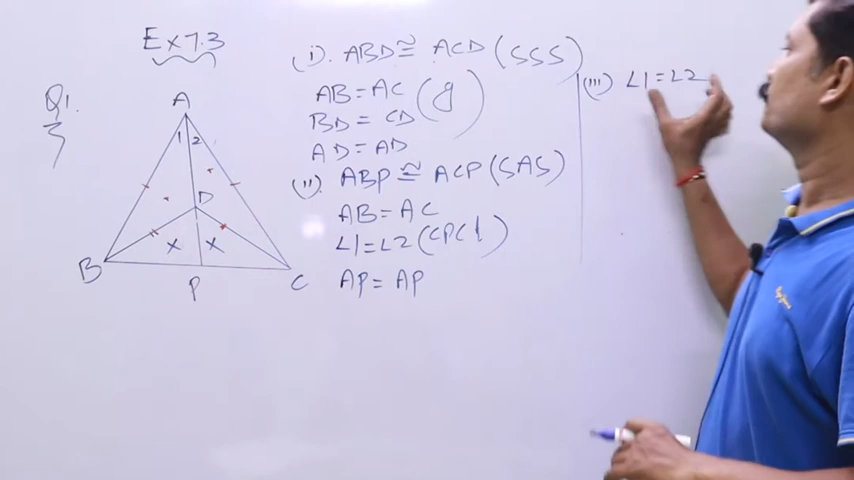 Ex 7.3
Q1.
A
1 2
D
B
P
C
(i). ABD ≅ ACD (SSS)
AB = AC (g)
BD = CD
AD = AD
(ii) ABP ≅ ACP (SAS)
AB = AC
∠1 = ∠2 (CPCT)
AP = AP
(iii) ∠1 = ∠2